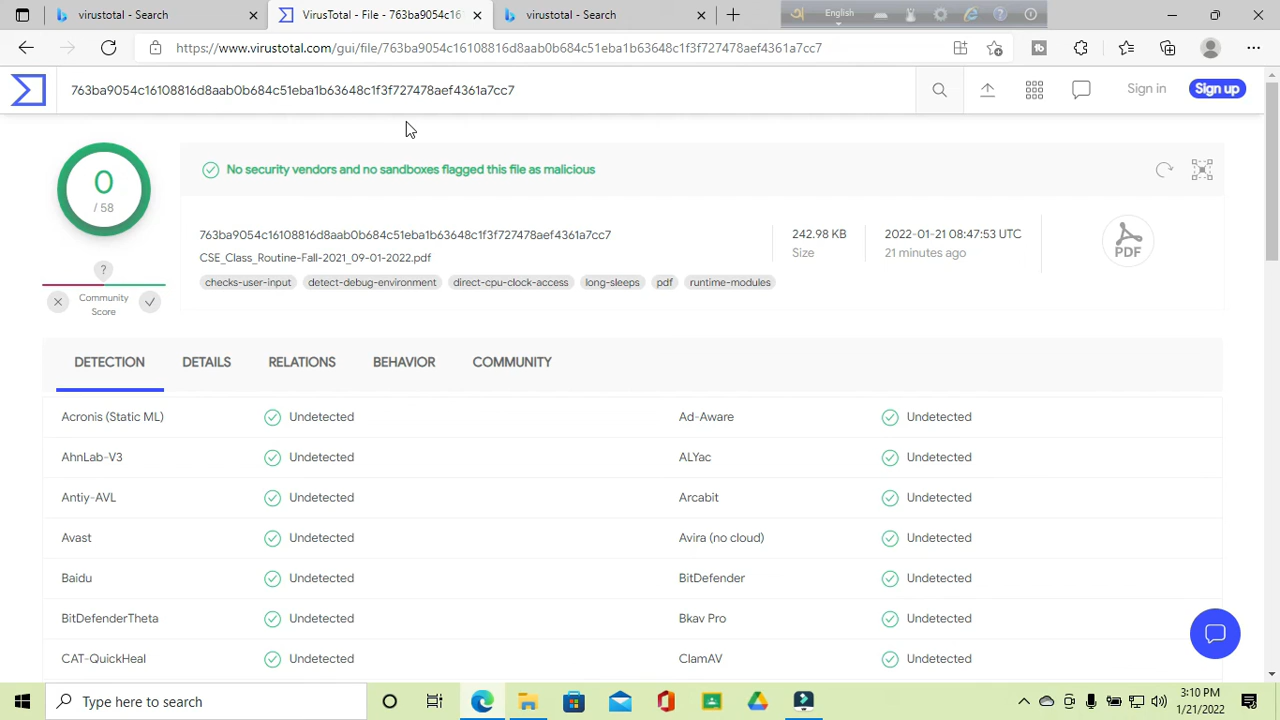 virustotal - Search
VirusTotal - File - 763ba9054c16
virustotal - Search
English
https://www.virustotal.com/gui/file/763ba9054c16108816d8aab0b684c51eba1b63648c1f3f727478aef4361a7cc7
763ba9054c16108816d8aab0b684c51eba1b63648c1f3f727478aef4361a7cc7
Sign in
Sign up
0
/ 58
No security vendors and no sandboxes flagged this file as malicious
763ba9054c16108816d8aab0b684c51eba1b63648c1f3f727478aef4361a7cc7
242.98 KB
2022-01-21 08:47:53 UTC
Size
21 minutes ago
PDF
CSE_Class_Routine-Fall-2021_09-01-2022.pdf
checks-user-input
detect-debug-environment
direct-cpu-clock-access
long-sleeps
pdf
runtime-modules
?
Community
Score
DETECTION
DETAILS
RELATIONS
BEHAVIOR
COMMUNITY
Acronis (Static ML) Undetected Ad-Aware Undetected
AhnLab-V3 Undetected ALYac Undetected
Antiy-AVL Undetected Arcabit Undetected
Avast Undetected Avira (no cloud) Undetected
Baidu Undetected BitDefender Undetected
BitDefenderTheta Undetected Bkav Pro Undetected
CAT-QuickHeal Undetected ClamAV Undetected
Type here to search
3:10 PM
1/21/2022